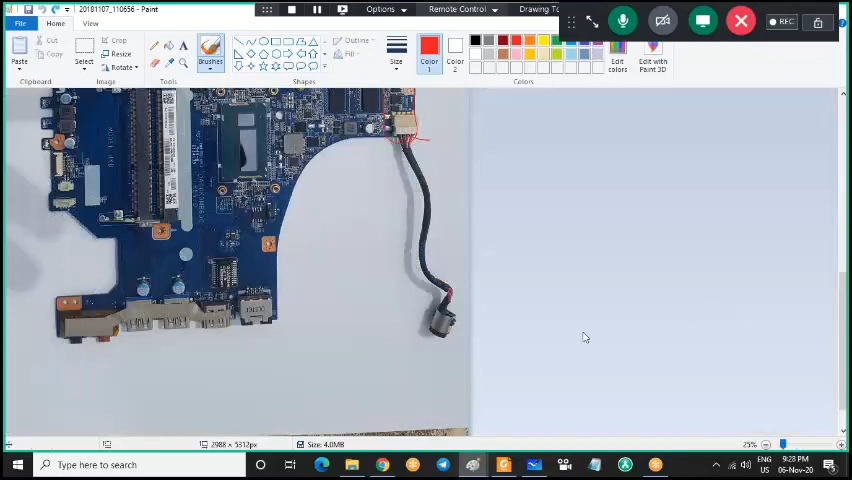 20181107_110656 - Paint
Options
Remote Control
Drawing To
REC
File
Home
View
Paste
Cut
Copy
Select
Crop
Resize
Rotate
Brushes
Outline
Fill
Size
Color 1
Color 2
Edit colors
Edit with Paint 3D
Clipboard
Image
Tools
Shapes
Colors
2988 × 5312px
Size: 4.0MB
25%
Type here to search
ENG
US
9:28 PM
06-Nov-20